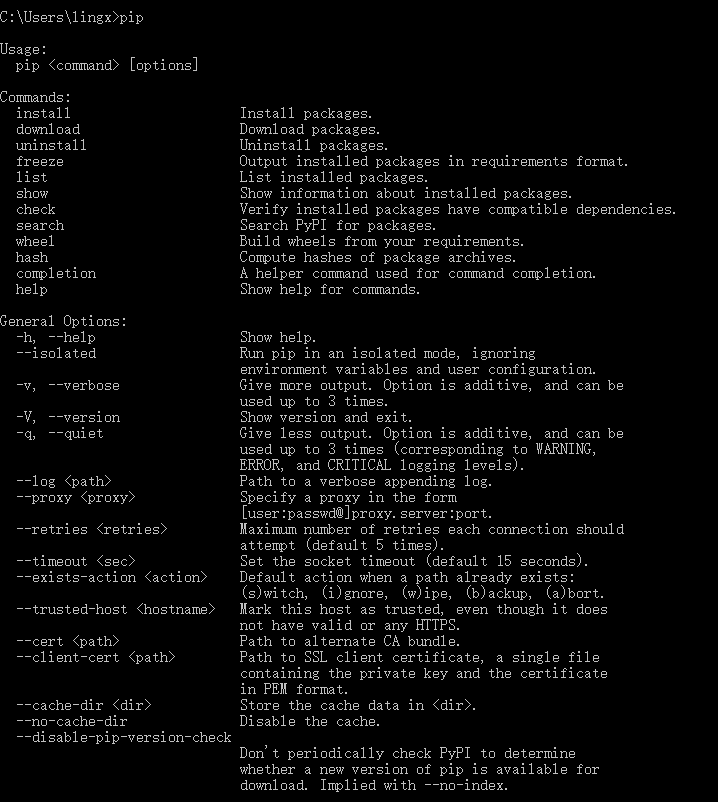 C:\Users\lingx>pip
Usage:
pip <command> [options]
Commands:
install Install packages.
download Download packages.
uninstall Uninstall packages.
freeze Output installed packages in requirements format.
list List installed packages.
show Show information about installed packages.
check Verify installed packages have compatible dependencies.
search Search PyPI for packages.
wheel Build wheels from your requirements.
hash Compute hashes of package archives.
completion A helper command used for command completion.
help Show help for commands.
General Options:
-h, --help Show help.
--isolated Run pip in an isolated mode, ignoring
environment variables and user configuration.
-v, --verbose Give more output. Option is additive, and can be
used up to 3 times.
-V, --version Show version and exit.
-q, --quiet Give less output. Option is additive, and can be
used up to 3 times (corresponding to WARNING,
ERROR, and CRITICAL logging levels).
--log <path> Path to a verbose appending log.
--proxy <proxy> Specify a proxy in the form
[user:passwd@]proxy.server:port.
--retries <retries> Maximum number of retries each connection should
attempt (default 5 times).
--timeout <sec> Set the socket timeout (default 15 seconds).
--exists-action <action> Default action when a path already exists:
(s)witch, (i)gnore, (w)ipe, (b)ackup, (a)bort.
--trusted-host <hostname> Mark this host as trusted, even though it does
not have valid or any HTTPS.
--cert <path> Path to alternate CA bundle.
--client-cert <path> Path to SSL client certificate, a single file
containing the private key and the certificate
in PEM format.
--cache-dir <dir> Store the cache data in <dir>.
--no-cache-dir Disable the cache.
--disable-pip-version-check
Don't periodically check PyPI to determine
whether a new version of pip is available for
download. Implied with --no-index.